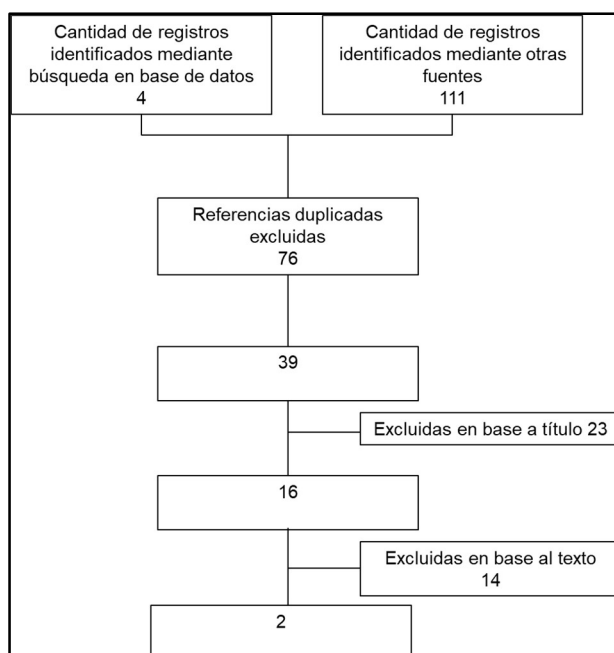 Cantidad de registros
identificados mediante
búsqueda en base de datos
4
Cantidad de registros
identificados mediante otras
fuentes
111
Referencias duplicadas
excluidas
76
39
Excluidas en base a título 23
16
Excluidas en base al texto
14
2